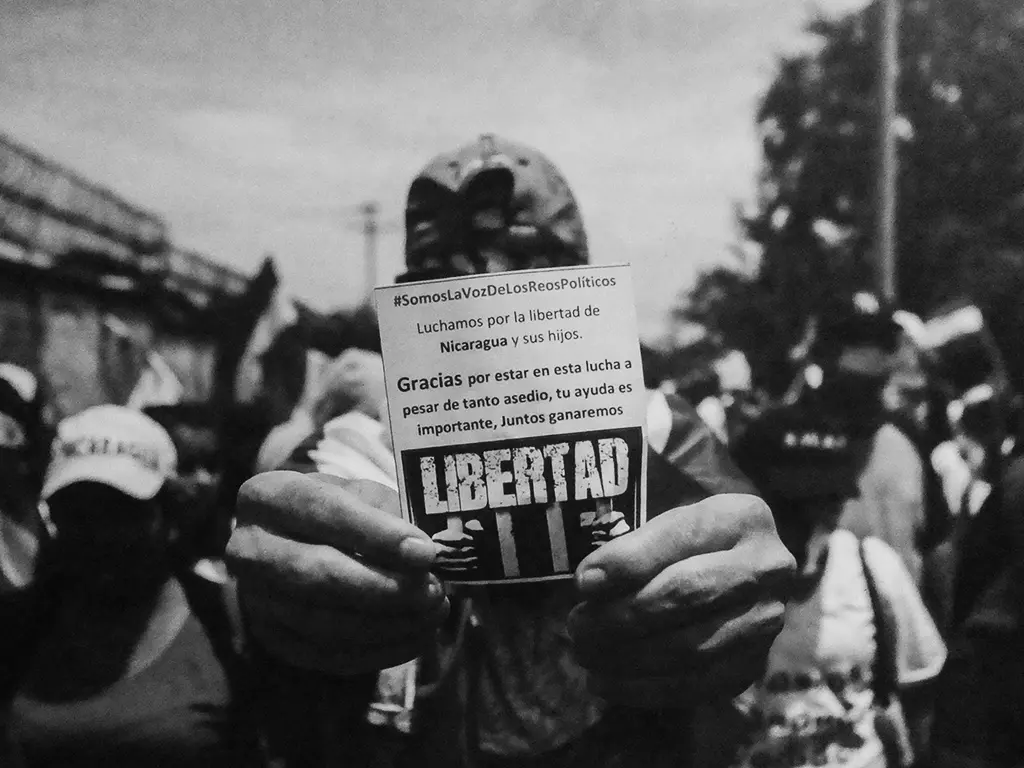 #SomosLaVozDeLosReosPolíticos
Luchamos por la libertad de
Nicaragua y sus hijos.
Gracias por estar en esta lucha a
pesar de tanto asedio, tu ayuda es
importante, Juntos ganaremos
LIBERTAD
NICARAGUA